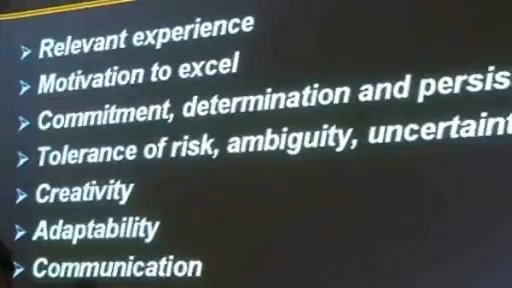 Relevant experience
Motivation to excel
Commitment, determination and persis
Tolerance of risk, ambiguity, uncertaint
Creativity
Adaptability
Communication